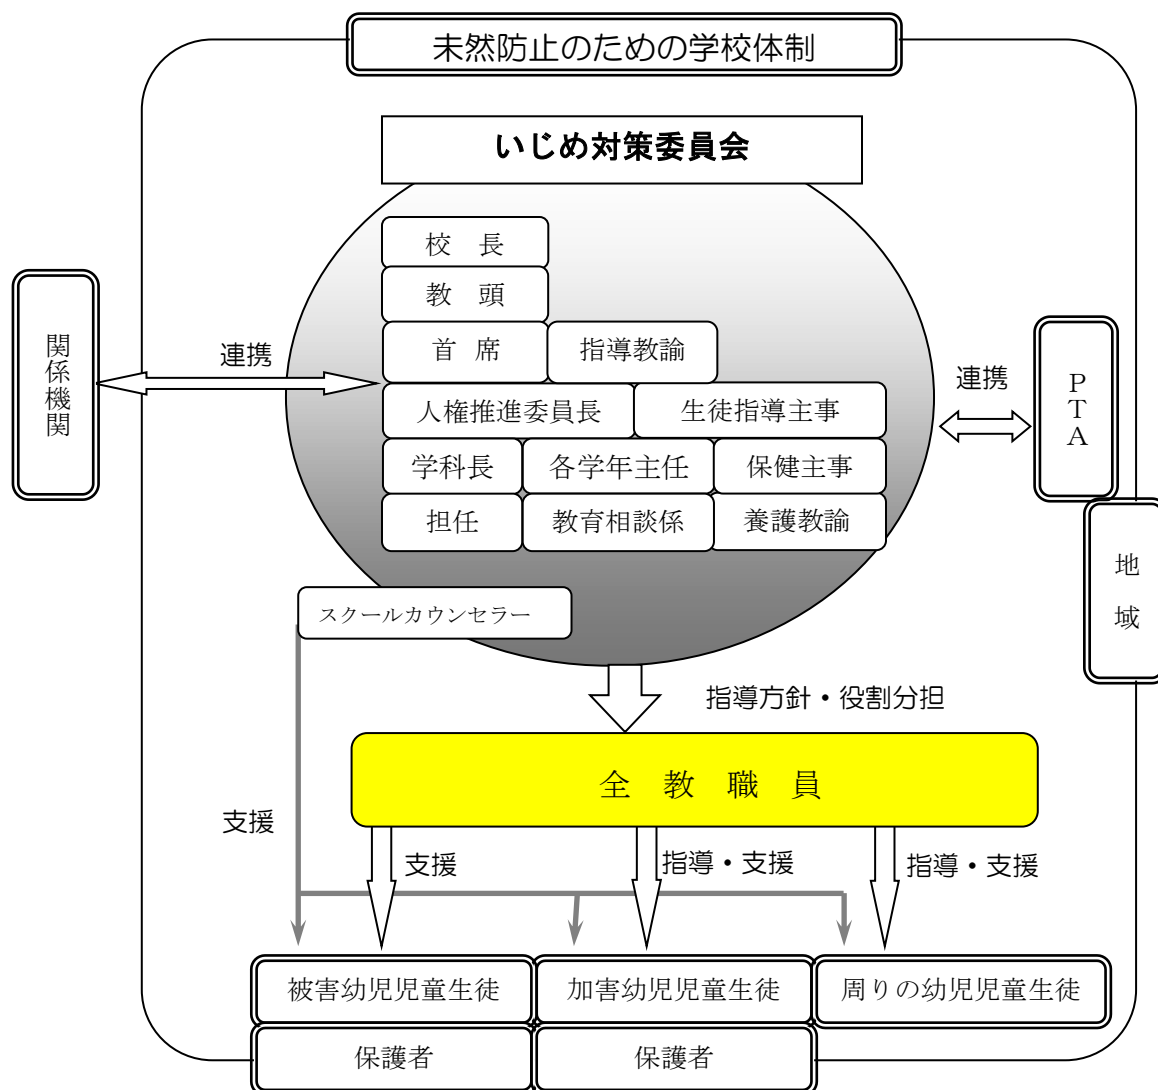 未然防止のための学校体制
いじめ対策委員会
校　長
教　頭
首 席
指導教諭
人権推進委員長
生徒指導主事
学科長
各学年主任
保健主事
担任
教育相談係
養護教諭
スクールカウンセラー
関係機関
連携
連携
PTA
地域
指導方針・役割分担
全　教　職　員
支援
支援
指導・支援
指導・支援
被害幼児児童生徒
加害幼児児童生徒
周りの幼児児童生徒
保護者
保護者